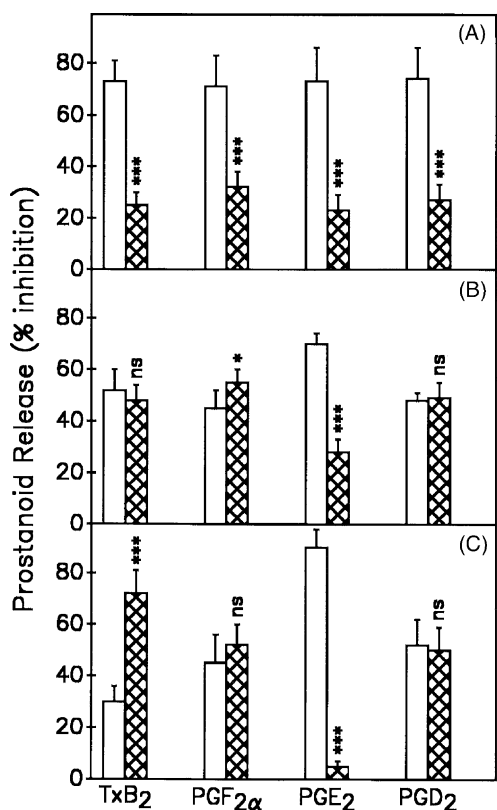 Prostanoid Release (% inhibition)
(A)
80
60
40
20
0
***
***
***
***
(B)
80
60
40
20
0
ns
*
***
ns
(C)
80
60
40
20
0
***
ns
***
ns
TxB2
PGF2α
PGE2
PGD2